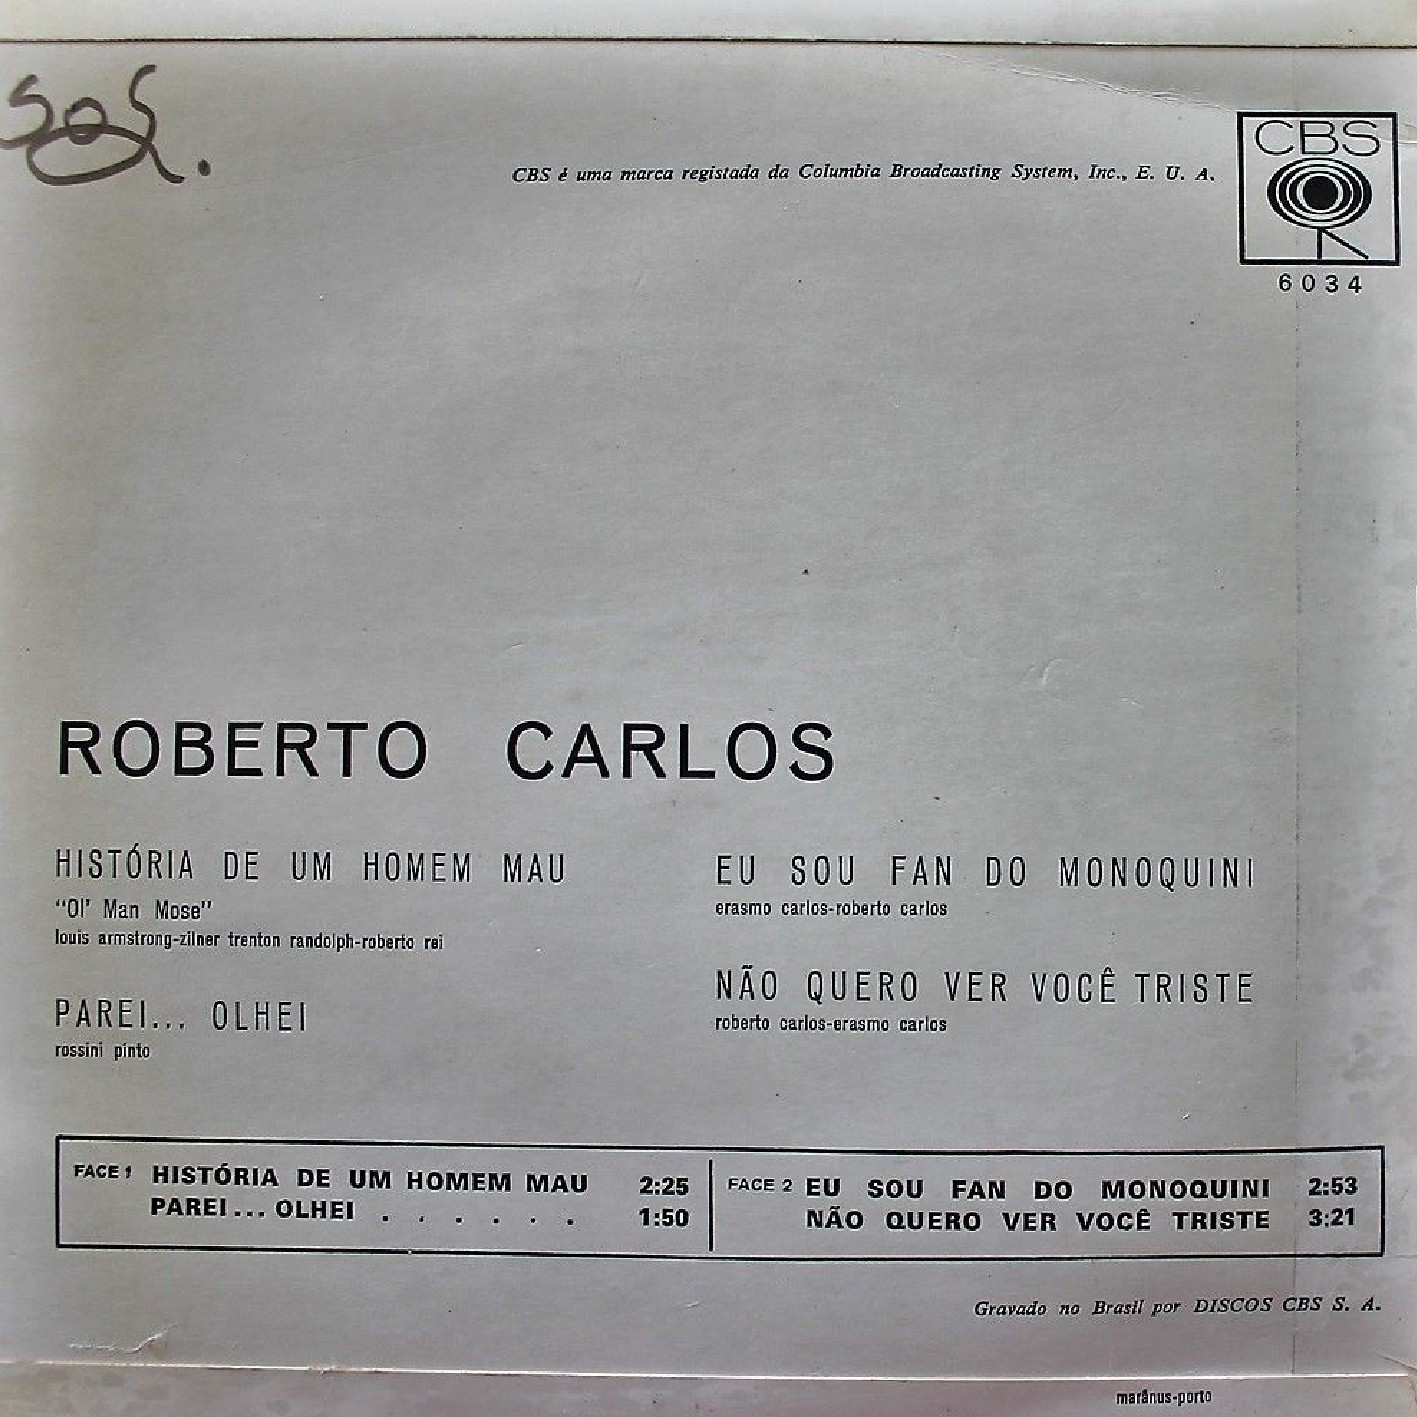 CBS é uma marca registada da Columbia Broadcasting System, Inc., E. U. A.
CBS
6034
ROBERTO CARLOS
HISTÓRIA DE UM HOMEM MAU
"Ol' Man Mose"
louis armstrong-zilner trenton randolph-roberto rei
PAREI... OLHEI
rossini pinto
EU SOU FAN DO MONOQUINI
erasmo carlos-roberto carlos
NÃO QUERO VER VOCÊ TRISTE
roberto carlos-erasmo carlos
FACE 1 HISTÓRIA DE UM HOMEM MAU 2:25
PAREI... OLHEI . . . . . . 1:50
FACE 2 EU SOU FAN DO MONOQUINI 2:53
NÃO QUERO VER VOCÊ TRISTE 3:21
Gravado no Brasil por DISCOS CBS S. A.
marânus-porto